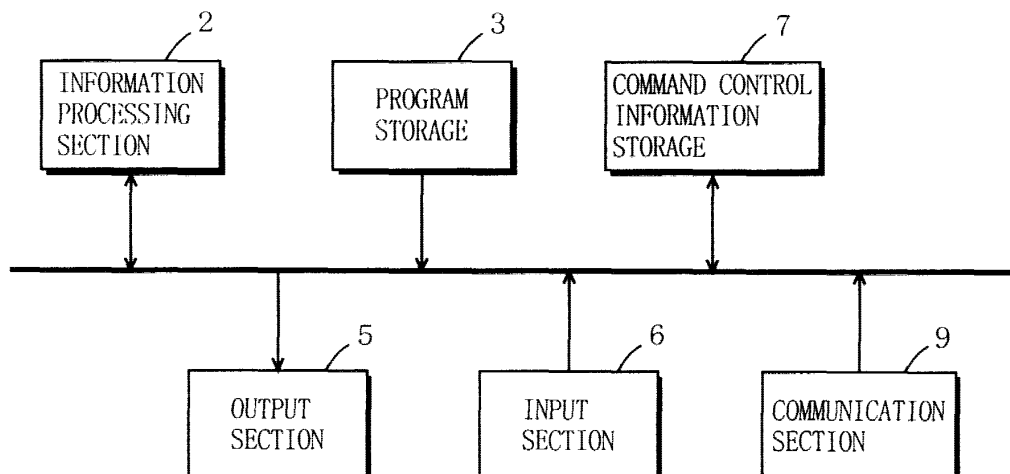 2
INFORMATION
PROCESSING
SECTION
3
PROGRAM
STORAGE
7
COMMAND CONTROL
INFORMATION
STORAGE
5
OUTPUT
SECTION
6
INPUT
SECTION
9
COMMUNICATION
SECTION